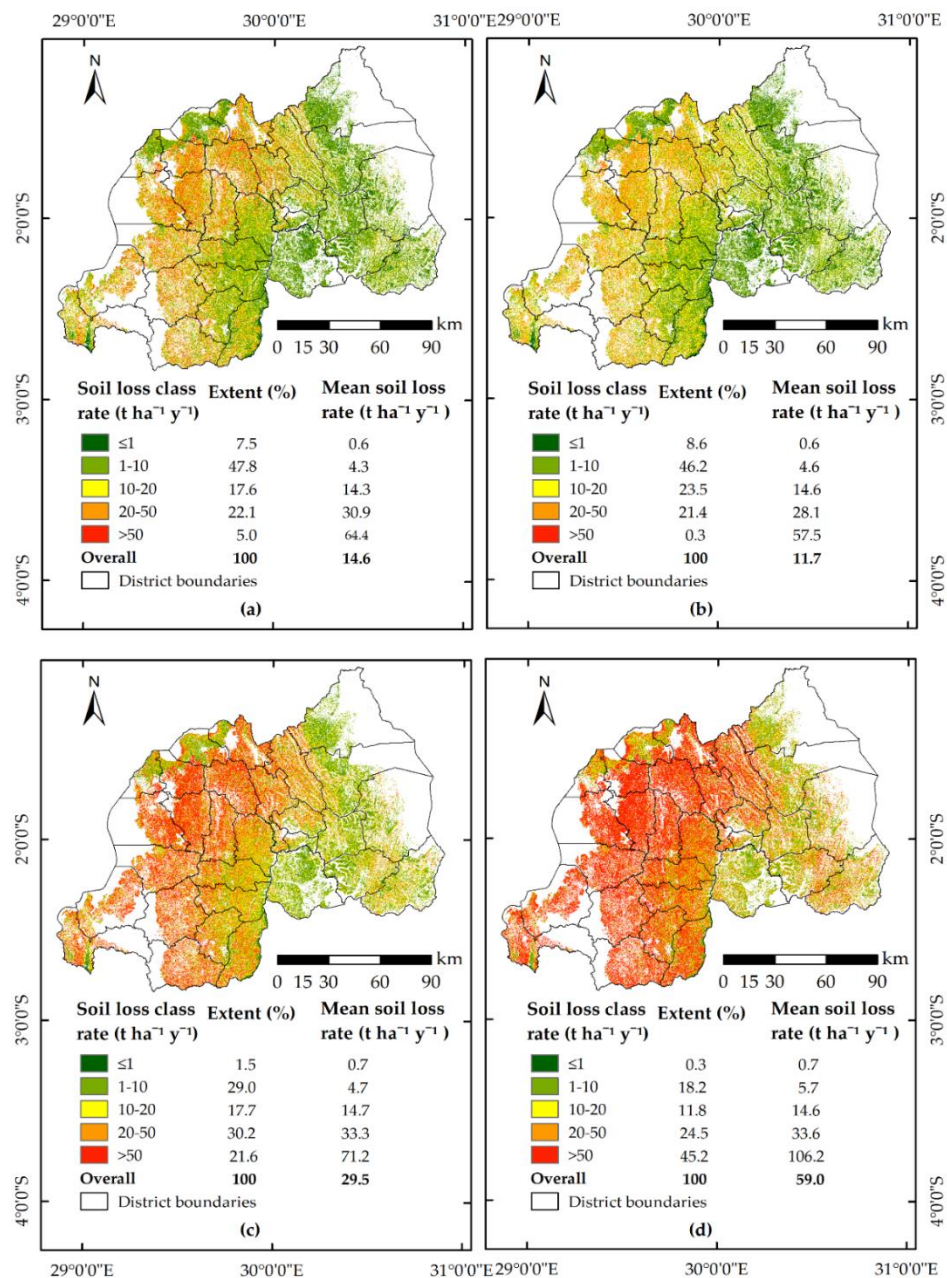 29°0'0"E 30°0'0"E 31°0'0"E 29°0'0"E 30°0'0"E 31°0'0"E
N
N
2°0'0"S
2°0'0"S
km
0 15 30 60 90
km
0 15 30 60 90
3°0'0"S
3°0'0"S
Soil loss class Extent (%) Mean soil loss
rate (t ha⁻¹ y⁻¹) rate (t ha⁻¹ y⁻¹ )
≤1 7.5 0.6
1-10 47.8 4.3
10-20 17.6 14.3
20-50 22.1 30.9
>50 5.0 64.4
Overall 100 14.6
District boundaries
(a)
Soil loss class Extent (%) Mean soil loss
rate (t ha⁻¹ y⁻¹) rate (t ha⁻¹ y⁻¹ )
≤1 8.6 0.6
1-10 46.2 4.6
10-20 23.5 14.6
20-50 21.4 28.1
>50 0.3 57.5
Overall 100 11.7
District boundaries
(b)
4°0'0"S
4°0'0"S
N
N
2°0'0"S
2°0'0"S
km
0 15 30 60 90
km
0 15 30 60 90
3°0'0"S
3°0'0"S
Soil loss class Extent (%) Mean soil loss
rate (t ha⁻¹ y⁻¹) rate (t ha⁻¹ y⁻¹ )
≤1 1.5 0.7
1-10 29.0 4.7
10-20 17.7 14.7
20-50 30.2 33.3
>50 21.6 71.2
Overall 100 29.5
District boundaries
(c)
Soil loss class Extent (%) Mean soil loss
rate (t ha⁻¹ y⁻¹) rate (t ha⁻¹ y⁻¹ )
≤1 0.3 0.7
1-10 18.2 5.7
10-20 11.8 14.6
20-50 24.5 33.6
>50 45.2 106.2
Overall 100 59.0
District boundaries
(d)
4°0'0"S
4°0'0"S
29°0'0"E 30°0'0"E 31°0'0"E 29°0'0"E 30°0'0"E 31°0'0"E